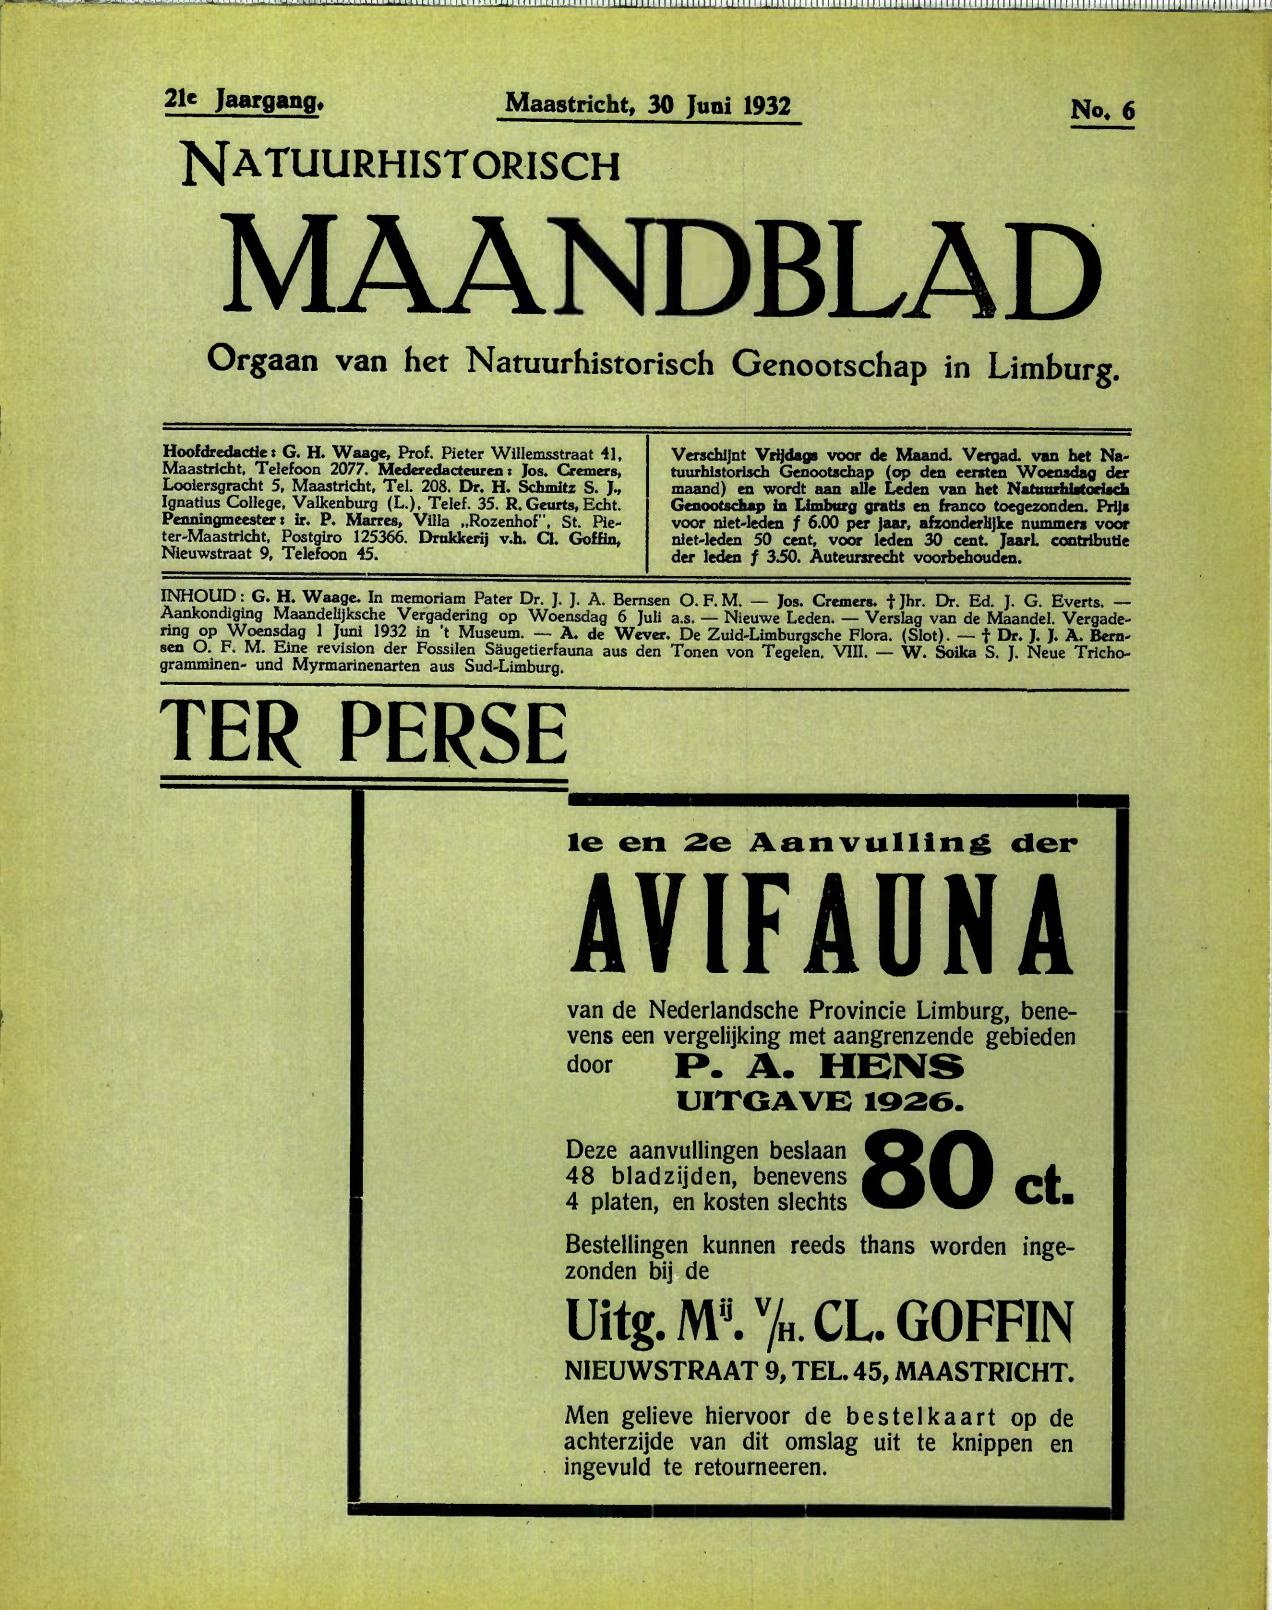 21e Jaargang.
Maastricht, 30 Juni 1932
No. 6
NATUURHISTORISCH
MAANDBLAD
Orgaan van het Natuurhistorisch Genootschap in Limburg.
Hoofdredactie: G. H. Waage, Prof. Pieter Willemsstraat 41,
Maastricht, Telefoon 2077. Mederedacteuren: Jos. Cremers,
Looiersgracht 5, Maastricht, Tel. 208. Dr. H. Schmitz S. J.,
Ignatius College, Valkenburg (L.), Telef. 35. R. Geurts, Echt.
Penningmeester: ir. P. Marres, Villa „Rozenhof", St. Pie-
ter-Maastricht, Postgiro 125366. Drukkerij v.h. Cl. Goffin,
Nieuwstraat 9, Telefoon 45.
Verschijnt Vrijdags voor de Maand. Vergad. van het Na-
tuurhistorisch Genootschap (op den eersten Woensdag der
maand) en wordt aan alle Leden van het Natuurhistorisch
Genootschap in Limburg gratis en franco toegezonden. Prijs
voor niet-leden f 6.00 per jaar, afzonderlijke nummers voor
niet-leden 50 cent, voor leden 30 cent. Jaarl. contributie
der leden f 3.50. Auteursrecht voorbehouden.
INHOUD: G. H. Waage. In memoriam Pater Dr. J. J. A. Bernsen O. F. M. — Jos. Cremers. † Jhr. Dr. Ed. J. G. Everts. —
Aankondiging Maandelijksche Vergadering op Woensdag 6 Juli a.s. — Nieuwe Leden. — Verslag van de Maandel. Vergade-
ring op Woensdag 1 Juni 1932 in 't Museum. — A. de Wever. De Zuid-Limburgsche Flora. (Slot). — † Dr. J. J. A. Bern-
sen O. F. M. Eine revision der Fossilen Säugetierfauna aus den Tonen von Tegelen. VIII. — W. Soika S. J. Neue Tricho-
gramminen- und Myrmarinenarten aus Sud-Limburg.
TER PERSE
1e en 2e Aanvulling der
AVIFAUNA
van de Nederlandsche Provincie Limburg, bene-
vens een vergelijking met aangrenzende gebieden
door P. A. HENS
UITGAVE 1926.
Deze aanvullingen beslaan
48 bladzijden, benevens
4 platen, en kosten slechts
80 ct.
Bestellingen kunnen reeds thans worden inge-
zonden bij de
Uitg. Mij. V/H. CL. GOFFIN
NIEUWSTRAAT 9, TEL. 45, MAASTRICHT.
Men gelieve hiervoor de bestelkaart op de
achterzijde van dit omslag uit te knippen en
ingevuld te retourneeren.